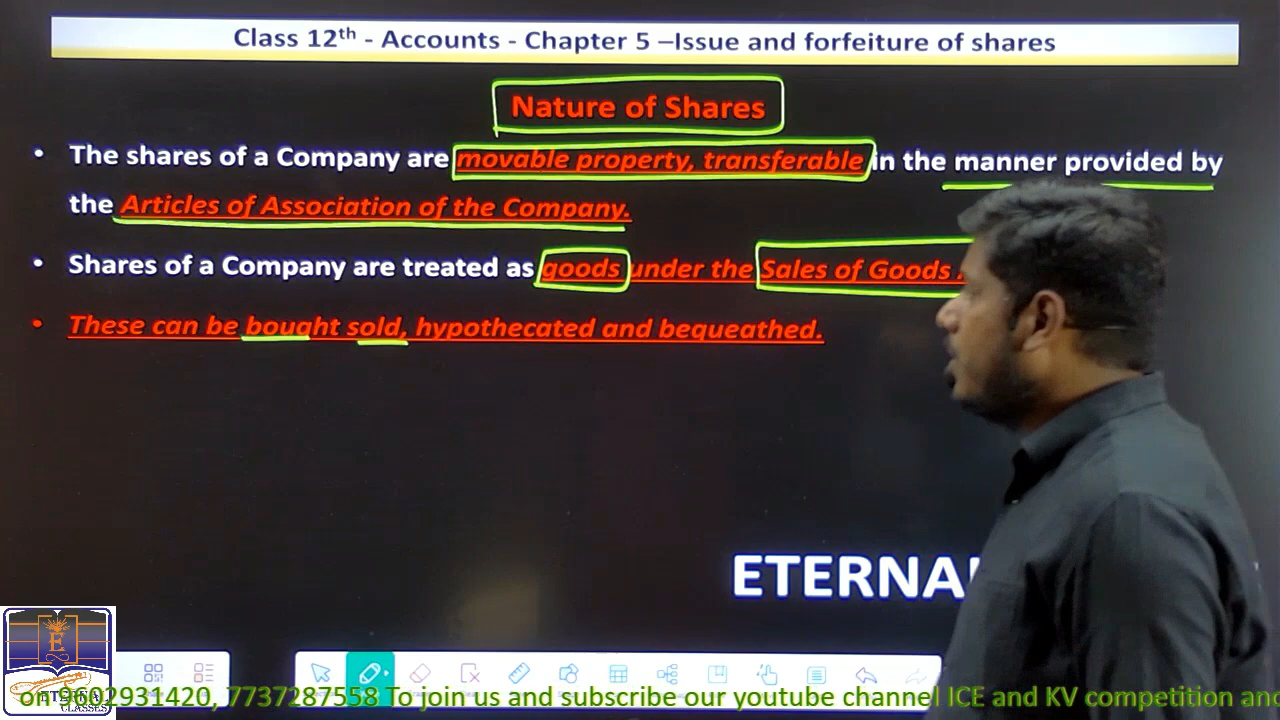 Class 12th - Accounts - Chapter 5 –Issue and forfeiture of shares
Nature of Shares
• The shares of a Company are movable property, transferable in the manner provided by
the Articles of Association of the Company.
• Shares of a Company are treated as goods under the Sales of Goods
• These can be bought sold, hypothecated and bequeathed.
ETERNA
E
CLASSES
on 9602931420, 7737287558 To join us and subscribe our youtube channel ICE and KV competition and